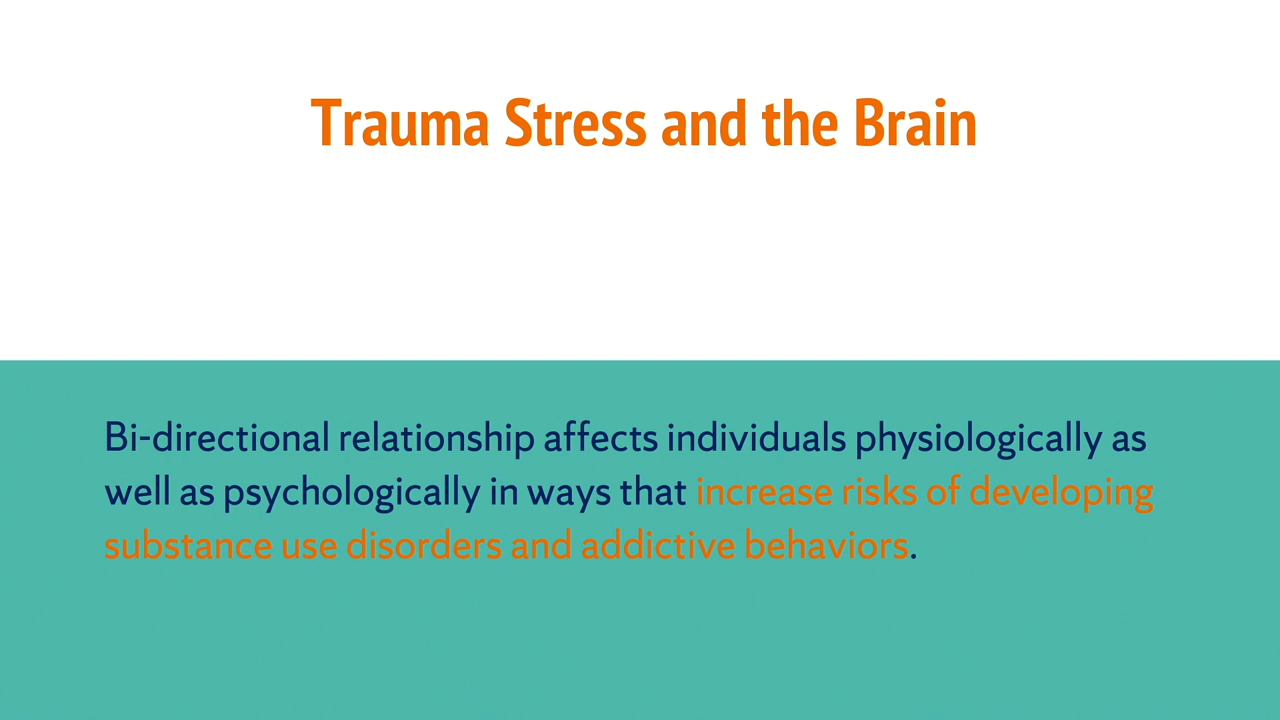 Trauma Stress and the Brain
Bi-directional relationship affects individuals physiologically as
well as psychologically in ways that increase risks of developing
substance use disorders and addictive behaviors.